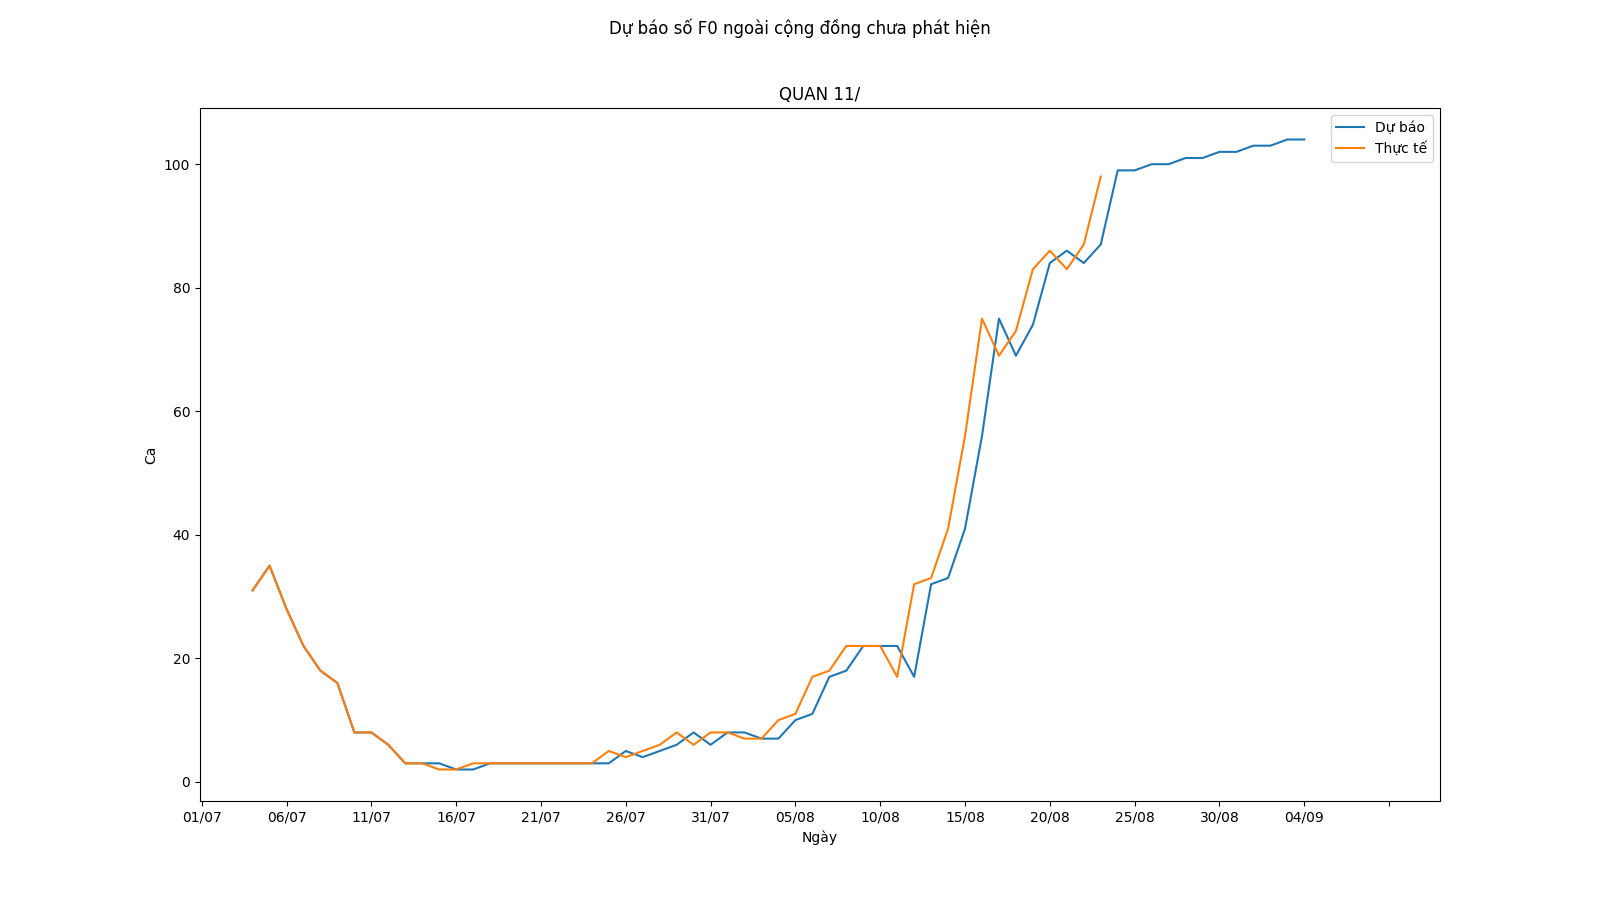 Dự báo số F0 ngoài cộng đồng chưa phát hiện
QUAN 11/
Dự báo
Thực tế
100
80
60
40
20
0
Ca
01/07 06/07 11/07 16/07 21/07 26/07 31/07 05/08 10/08 15/08 20/08 25/08 30/08 04/09
Ngày